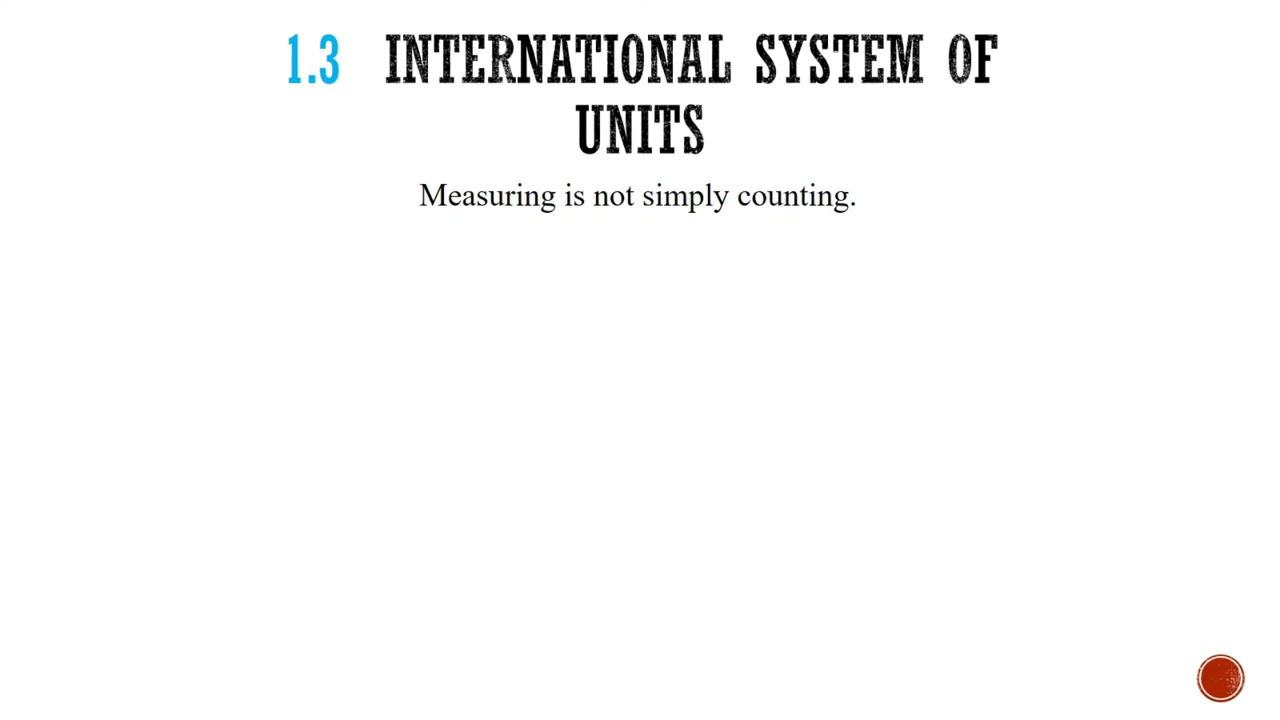 1.3 INTERNATIONAL SYSTEM OF
UNITS
Measuring is not simply counting.